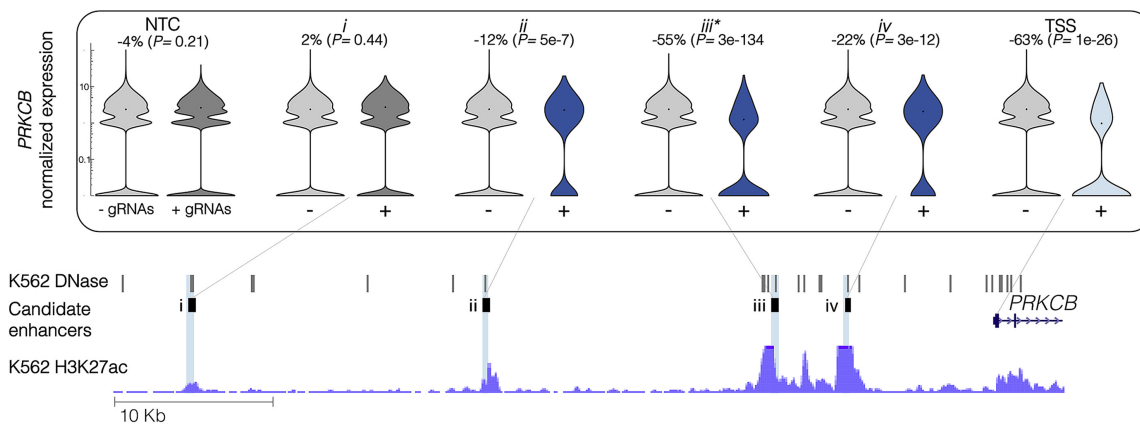 NTC i ii iii* iv TSS
-4% (P= 0.21) 2% (P= 0.44) -12% (P= 5e-7) -55% (P= 3e-134 -22% (P= 3e-12) -63% (P= 1e-26)
PRKCB
normalized expression
10
0.1
- gRNAs + gRNAs - + - + - + - + - +
K562 DNase
Candidate
enhancers
i ii iii iv PRKCB
K562 H3K27ac
10 Kb